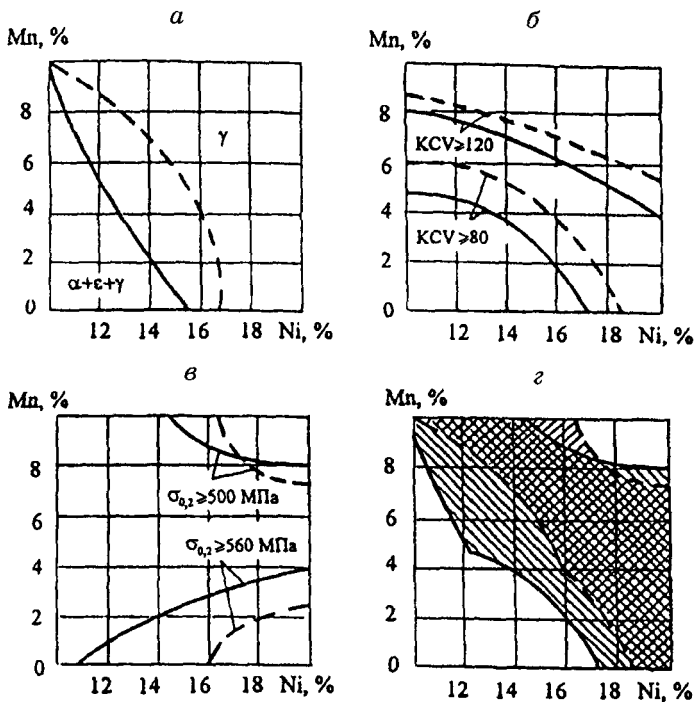 а
Mn, %
8
6
4
2
0
γ
α+ε+γ
12 14 16 18 Ni, %
б
Mn, %
8
6
4
2
0
KCV≥120
KCV≥80
12 14 16 18 Ni, %
в
Mn, %
8
6
4
2
0
σ0,2≥500 МПа
σ0,2≥560 МПа
12 14 16 18 Ni, %
г
Mn, %
8
6
4
2
0
12 14 16 18 Ni, %